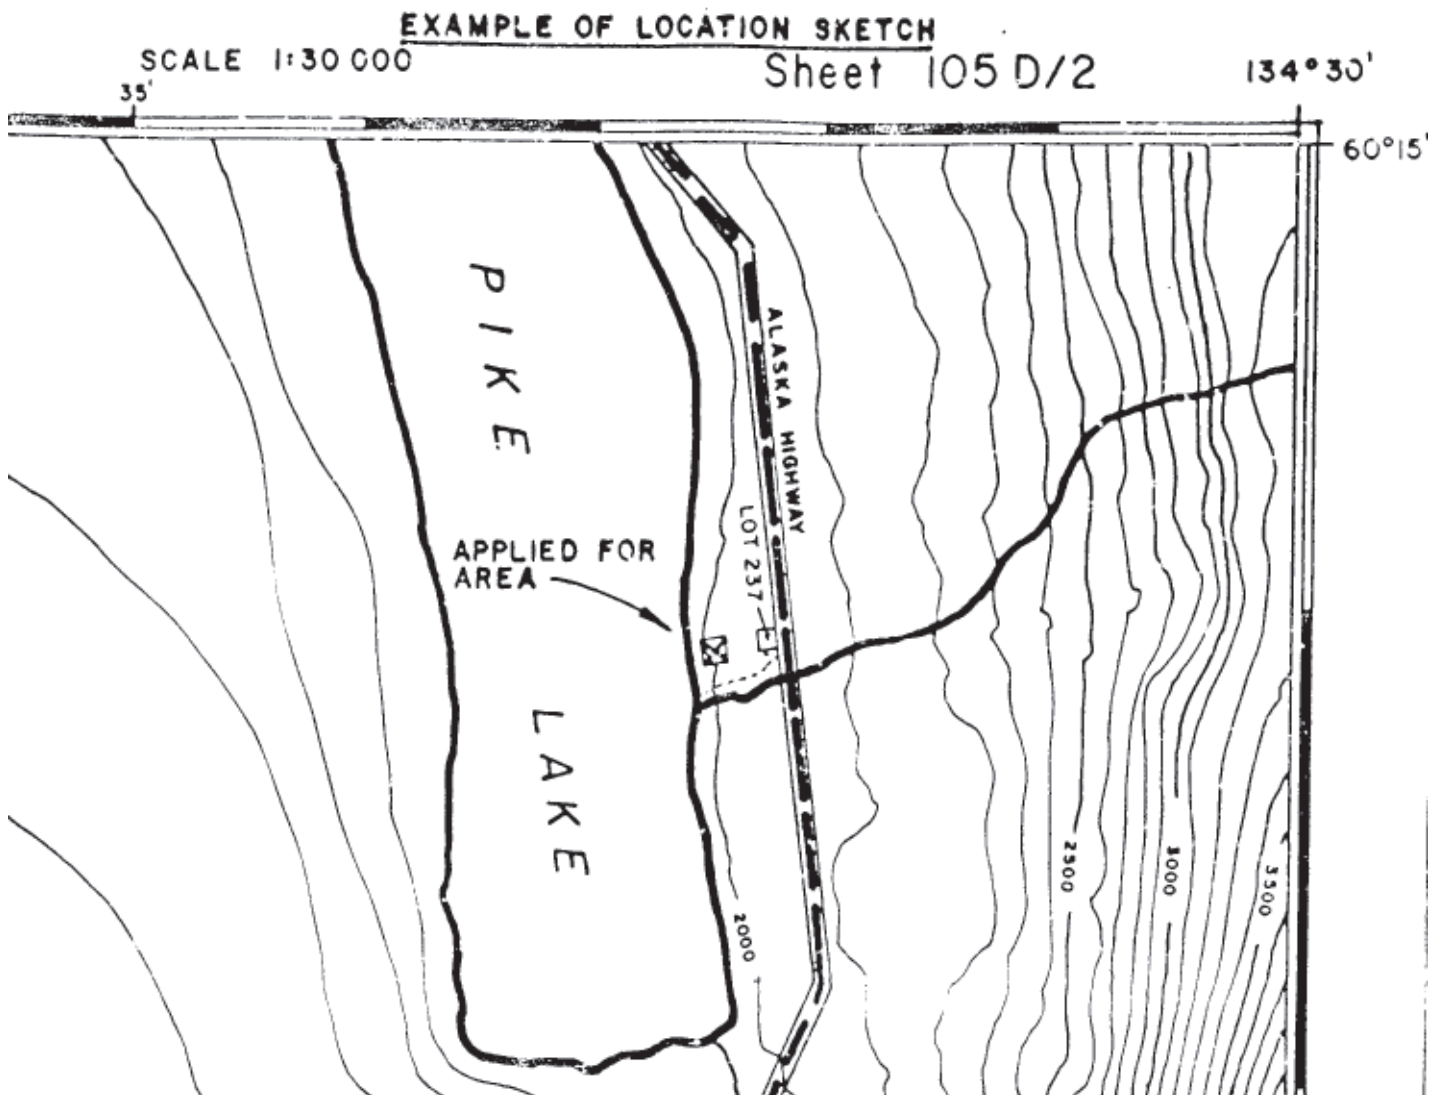 EXAMPLE OF LOCATION SKETCH
SCALE 1:30 000
Sheet 105 D/2
134°30'
35'
60°15'
PIKE
LAKE
ALASKA HIGHWAY
LOT 237
APPLIED FOR
AREA
2000
2500
3000
3500